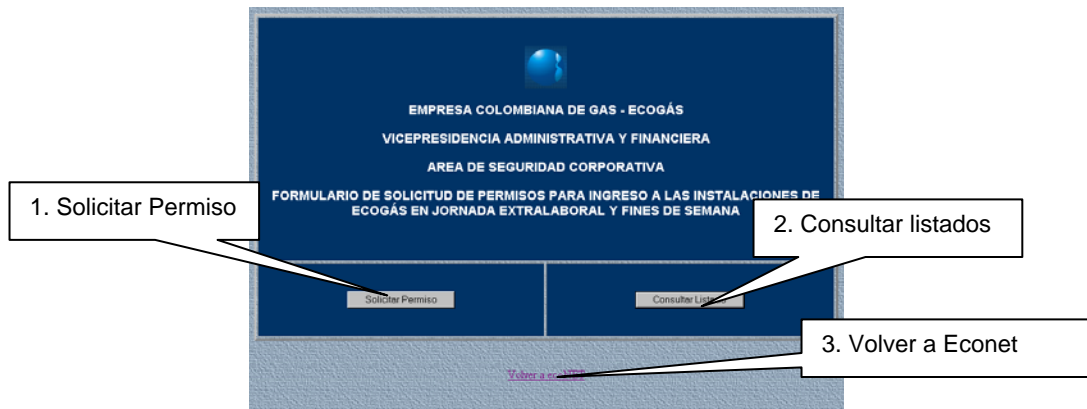 EMPRESA COLOMBIANA DE GAS - ECOGÁS
VICEPRESIDENCIA ADMINISTRATIVA Y FINANCIERA
AREA DE SEGURIDAD CORPORATIVA
FORMULARIO DE SOLICITUD DE PERMISOS PARA INGRESO A LAS INSTALACIONES DE
ECOGÁS EN JORNADA EXTRALABORAL Y FINES DE SEMANA
1. Solicitar Permiso
2. Consultar listados
Solicitar Permiso
Consultar
3. Volver a Econet
Volver a